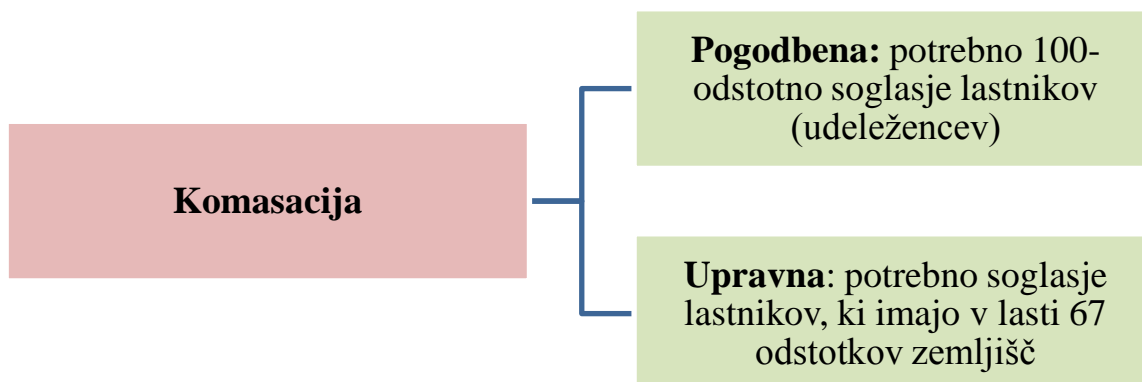 Komasacija
Pogodbena: potrebno 100-
odstotno soglasje lastnikov
(udeležencev)
Upravna: potrebno soglasje
lastnikov, ki imajo v lasti 67
odstotkov zemljišč